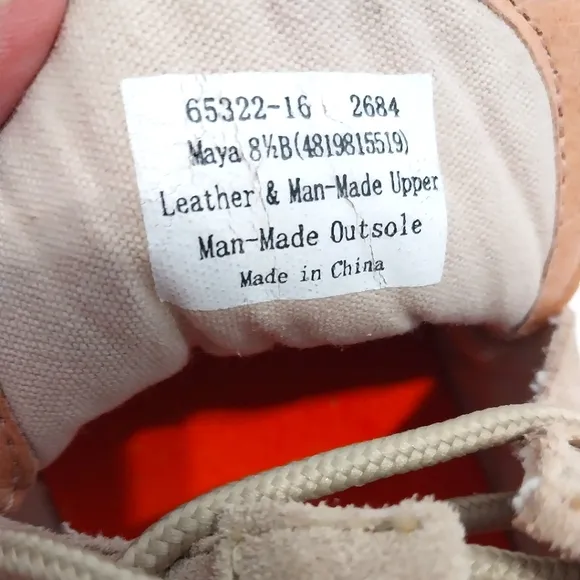 65322-16 2684
Maya 8½B(4819815519)
Leather & Man-Made Upper
Man-Made Outsole
Made in China